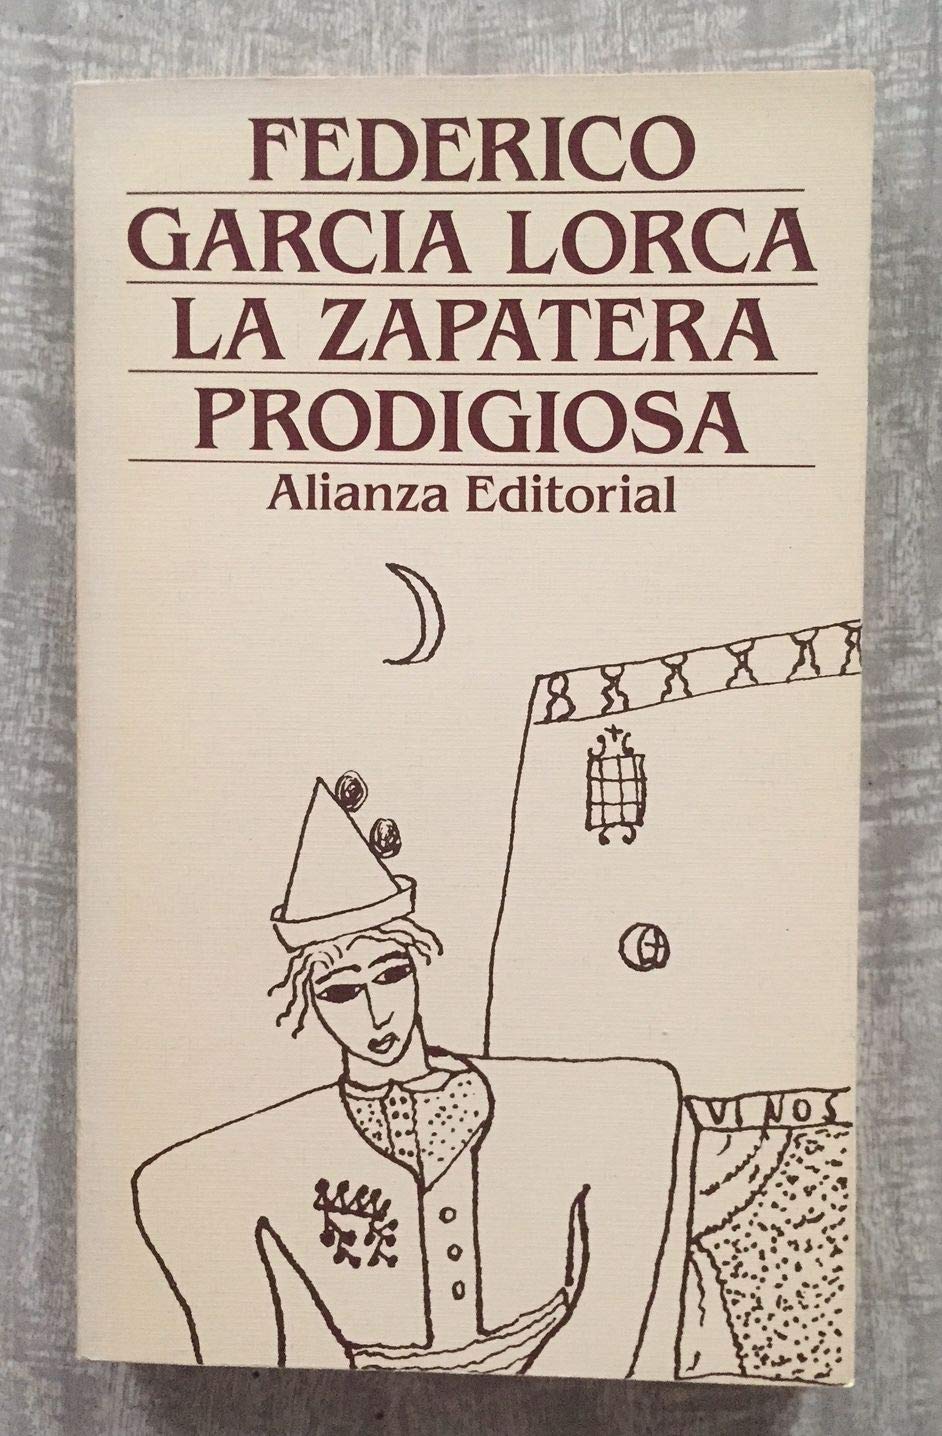 FEDERICO
GARCIA LORCA
LA ZAPATERA
PRODIGIOSA
Alianza Editorial
VINOS